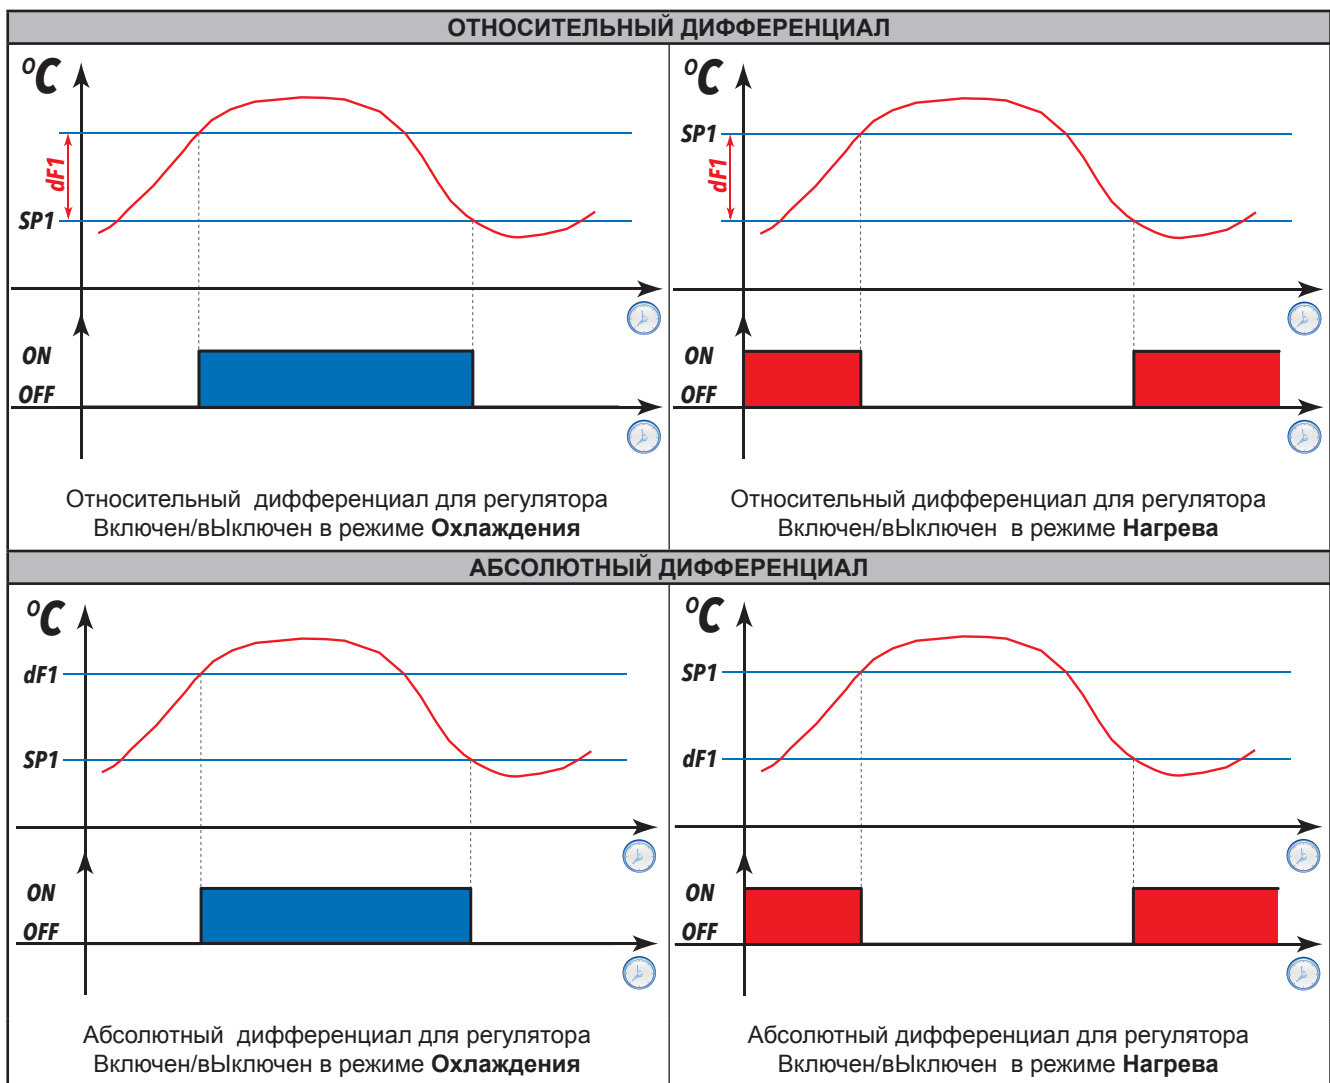 ОТНОСИТЕЛЬНЫЙ ДИФФЕРЕНЦИАЛ
°C
dF1
SP1
ON
OFF
Относительный дифференциал для регулятора
Включен/вЫключен в режиме Охлаждения
°C
SP1
dF1
ON
OFF
Относительный дифференциал для регулятора
Включен/вЫключен в режиме Нагрева
АБСОЛЮТНЫЙ ДИФФЕРЕНЦИАЛ
°C
dF1
SP1
ON
OFF
Абсолютный дифференциал для регулятора
Включен/вЫключен в режиме Охлаждения
°C
SP1
dF1
ON
OFF
Абсолютный дифференциал для регулятора
Включен/вЫключен в режиме Нагрева